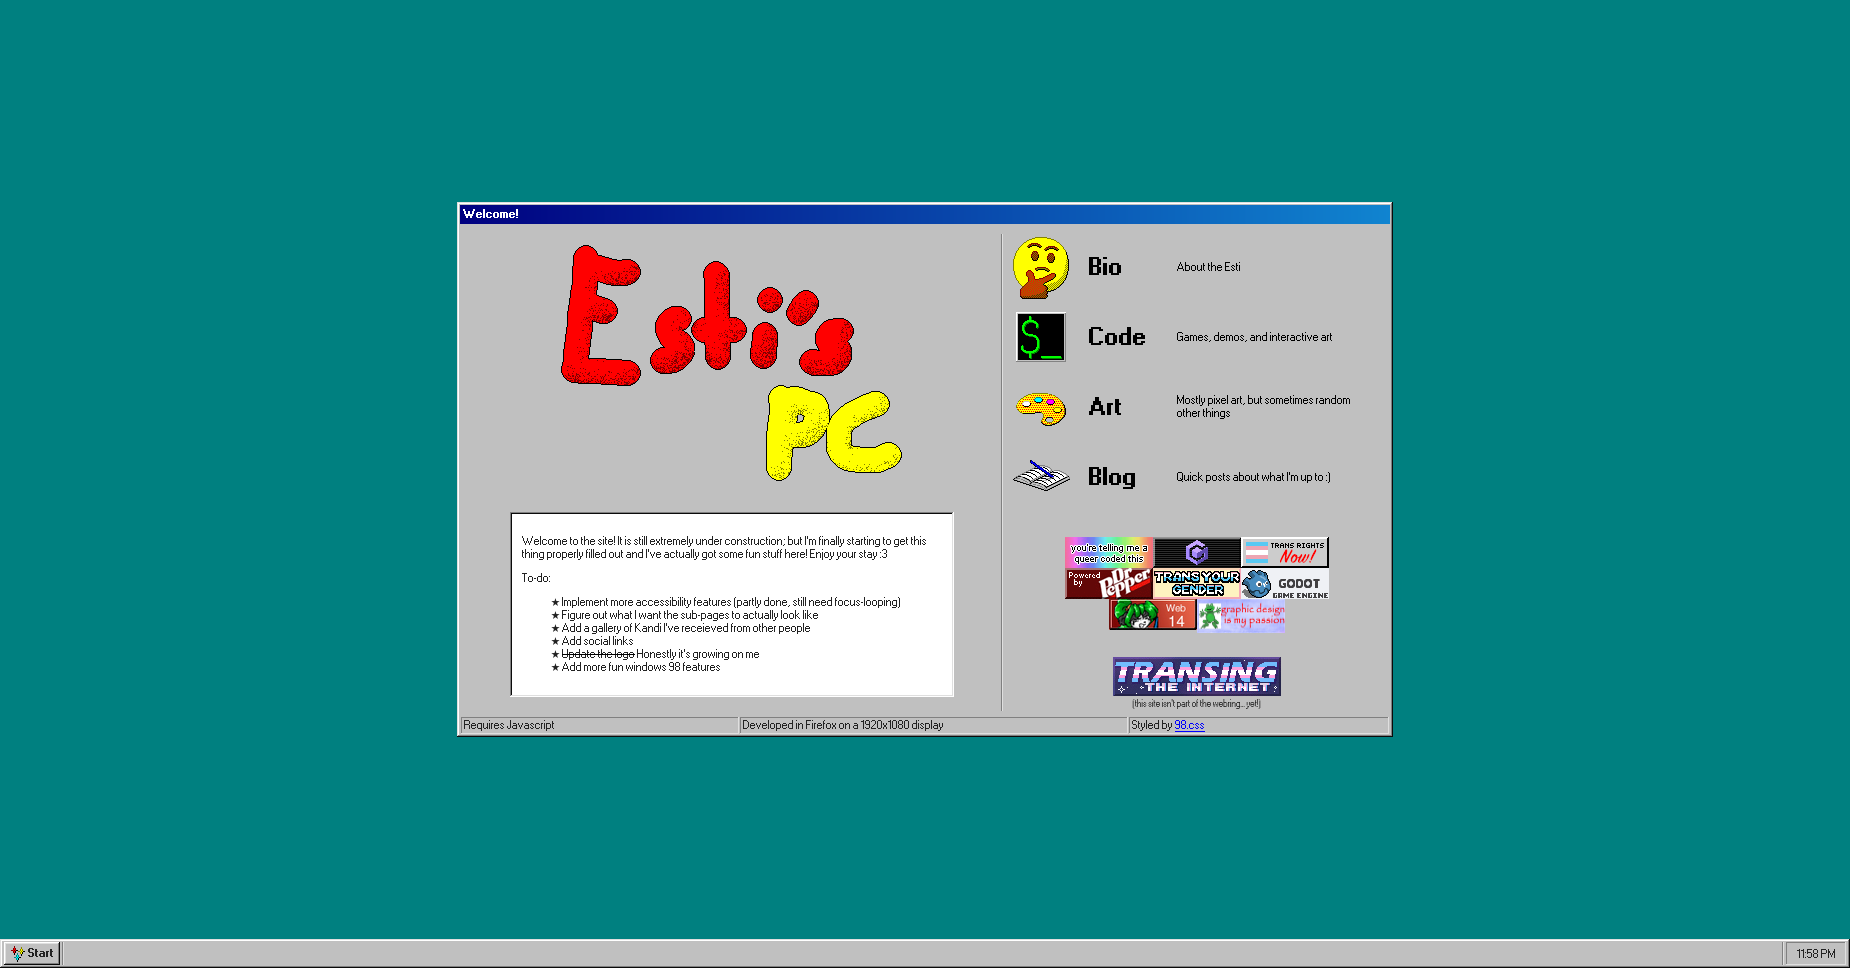 Welcome!
Esti's
PC
Bio
About the Esti
$_
Code
Games, demos, and interactive art
Art
Mostly pixel art, but sometimes random
other things
Blog
Quick posts about what I'm up to :)
Welcome to the site! It is still extremely under construction; but I'm finally starting to get this
thing properly filled out and I've actually got some fun stuff here! Enjoy your stay :3
To-do:
★ Implement more accessibility features (partly done, still need focus-looping)
★ Figure out what I want the sub-pages to actually look like
★ Add a gallery of Kandi I've receieved from other people
★ Add social links
★ Update the logo Honestly it's growing on me
★ Add more fun windows 98 features
you're telling me a
queer coded this
TRANS RIGHTS
Now!
Powered
by
Dr
Pepper
TRANS YOUR
GENDER
GODOT
GAME ENGINE
Web
14
graphic design
is my passion
TRANSING
THE INTERNET
(this site isn't part of the webring... yet!)
Requires Javascript
Developed in Firefox on a 1920x1080 display
Styled by 98.css
Start
11:58 PM